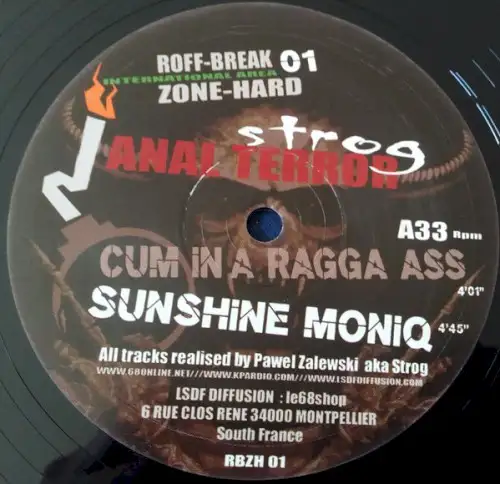 ROFF-BREAK 01
INTERNATIONAL AREA
ZONE-HARD
strog
ANAL TERROR
A33 Rpm
CUM IN A RAGGA ASS
4'01"
SUNSHINE MONIQ 4'45"
All tracks realised by Pawel Zalewski aka Strog
WWW.680NLINE.NET///WWW.KPARDIO.COM///WWW.LSDFDIFFUSION.COM
LSDF DIFFUSION : le68shop
6 RUE CLOS RENE 34000 MONTPELLIER
South France
RBZH 01